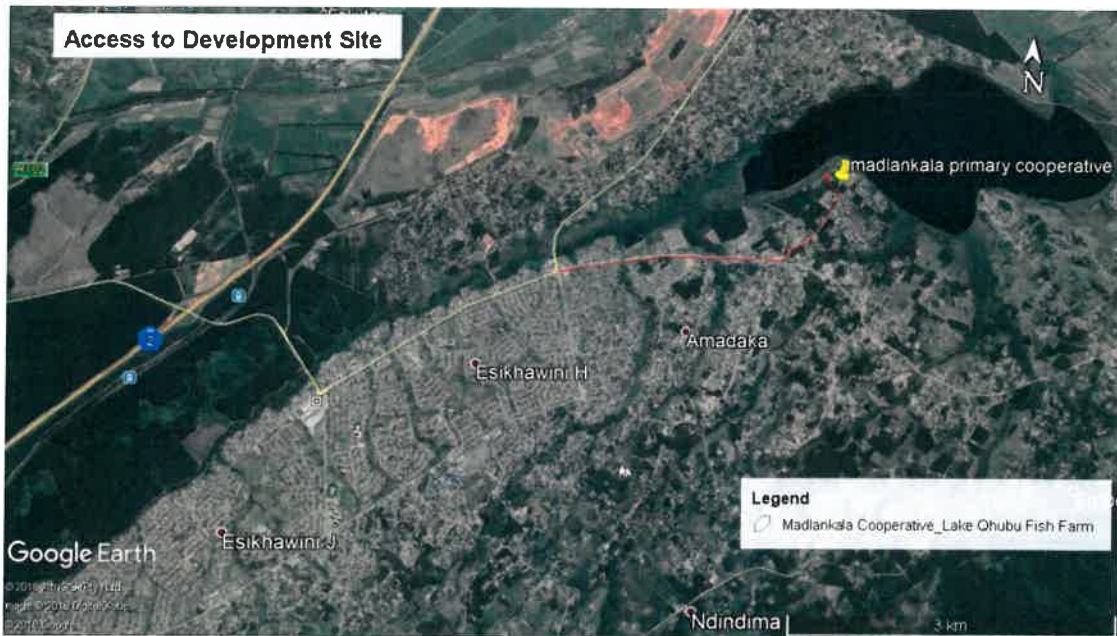 Access to Development Site
N
madlankala primary cooperative
2
Amadaka
Esikhawini H
Legend
Madlankala Cooperative_Lake Qhubu Fish Farm
Esikhawini J
Google Earth
Ndindima
3 km